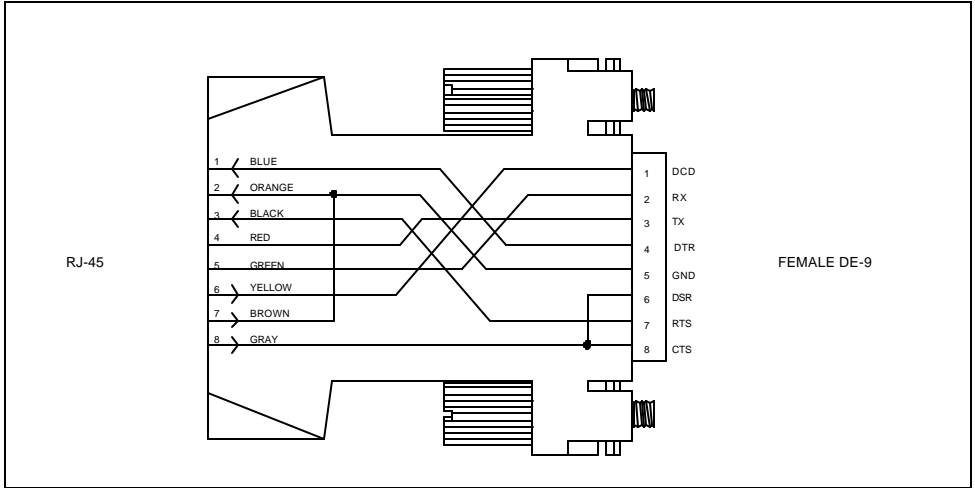 RJ-45
1 BLUE
2 ORANGE
3 BLACK
4 RED
5 GREEN
6 YELLOW
7 BROWN
8 GRAY
1 DCD
2 RX
3 TX
4 DTR
5 GND
6 DSR
7 RTS
8 CTS
FEMALE DE-9